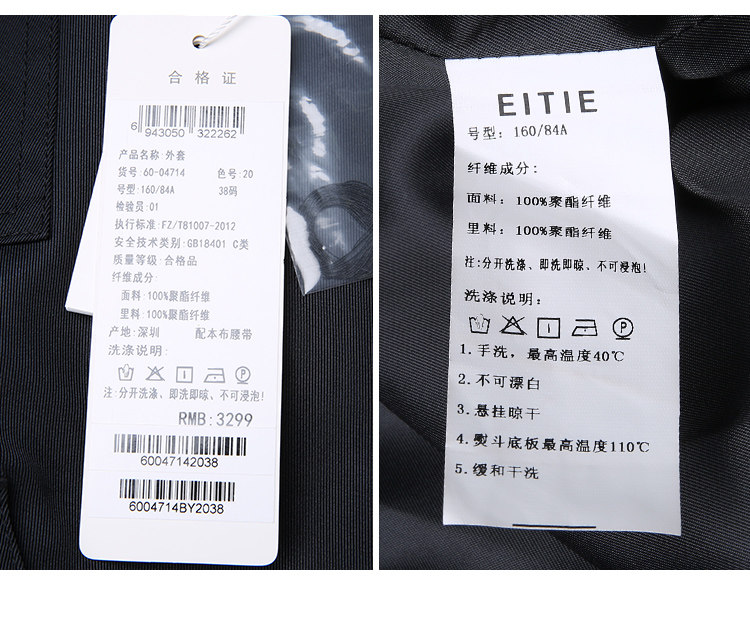 合格证
6 943050 322262
产品名称:外套
货号:60-04714 色号:20
号型:160/84A 38码
检验员:01
执行标准:FZ/T81007-2012
安全技术类别:GB18401 C类
质量等级:合格品
纤维成分:
面料:100%聚酯纤维
里料:100%聚酯纤维
产地:深圳 配本布腰带
洗涤说明:
注:分开洗涤、即洗即晾、不可浸泡!
RMB:3299
60047142038
6004714BY2038
EITIE
号型:160/84A
纤维成分:
面料:100%聚酯纤维
里料:100%聚酯纤维
注:分开洗涤、即洗即晾、不可浸泡!
洗涤说明:
P
1.手洗,最高温度40℃
2.不可漂白
3.悬挂晾干
4.熨斗底板最高温度110℃
5.缓和干洗